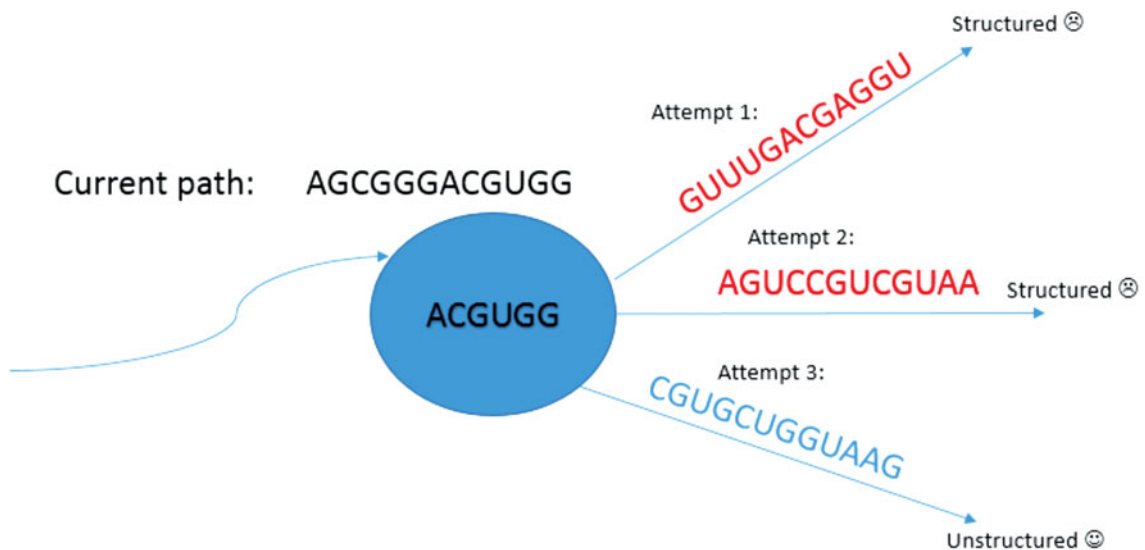 Structured ☹
Attempt 1:
GUUUGACGAGGU
Current path: AGCGGGACGUGG
Attempt 2:
AGUCCGUCGUAA
Structured ☹
ACGUGG
Attempt 3:
CGUGCUGGUAAG
Unstructured ☺